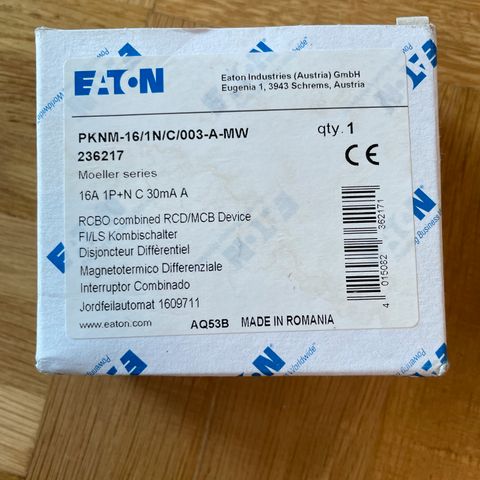 EATON
Eaton Industries (Austria) GmbH
Eugenia 1, 3943 Schrems, Austria
PKNM-16/1N/C/003-A-MW
qty. 1
236217
CE
Moeller series
16A 1P+N C 30mA A
RCBO combined RCD/MCB Device
FI/LS Kombischalter
Disjoncteur Différentiel
Magnetotermico Differenziale
Interruptor Combinado
Jordfeilautomat 1609711
4 015082 362171
www.eaton.com
AQ53B
MADE IN ROMANIA